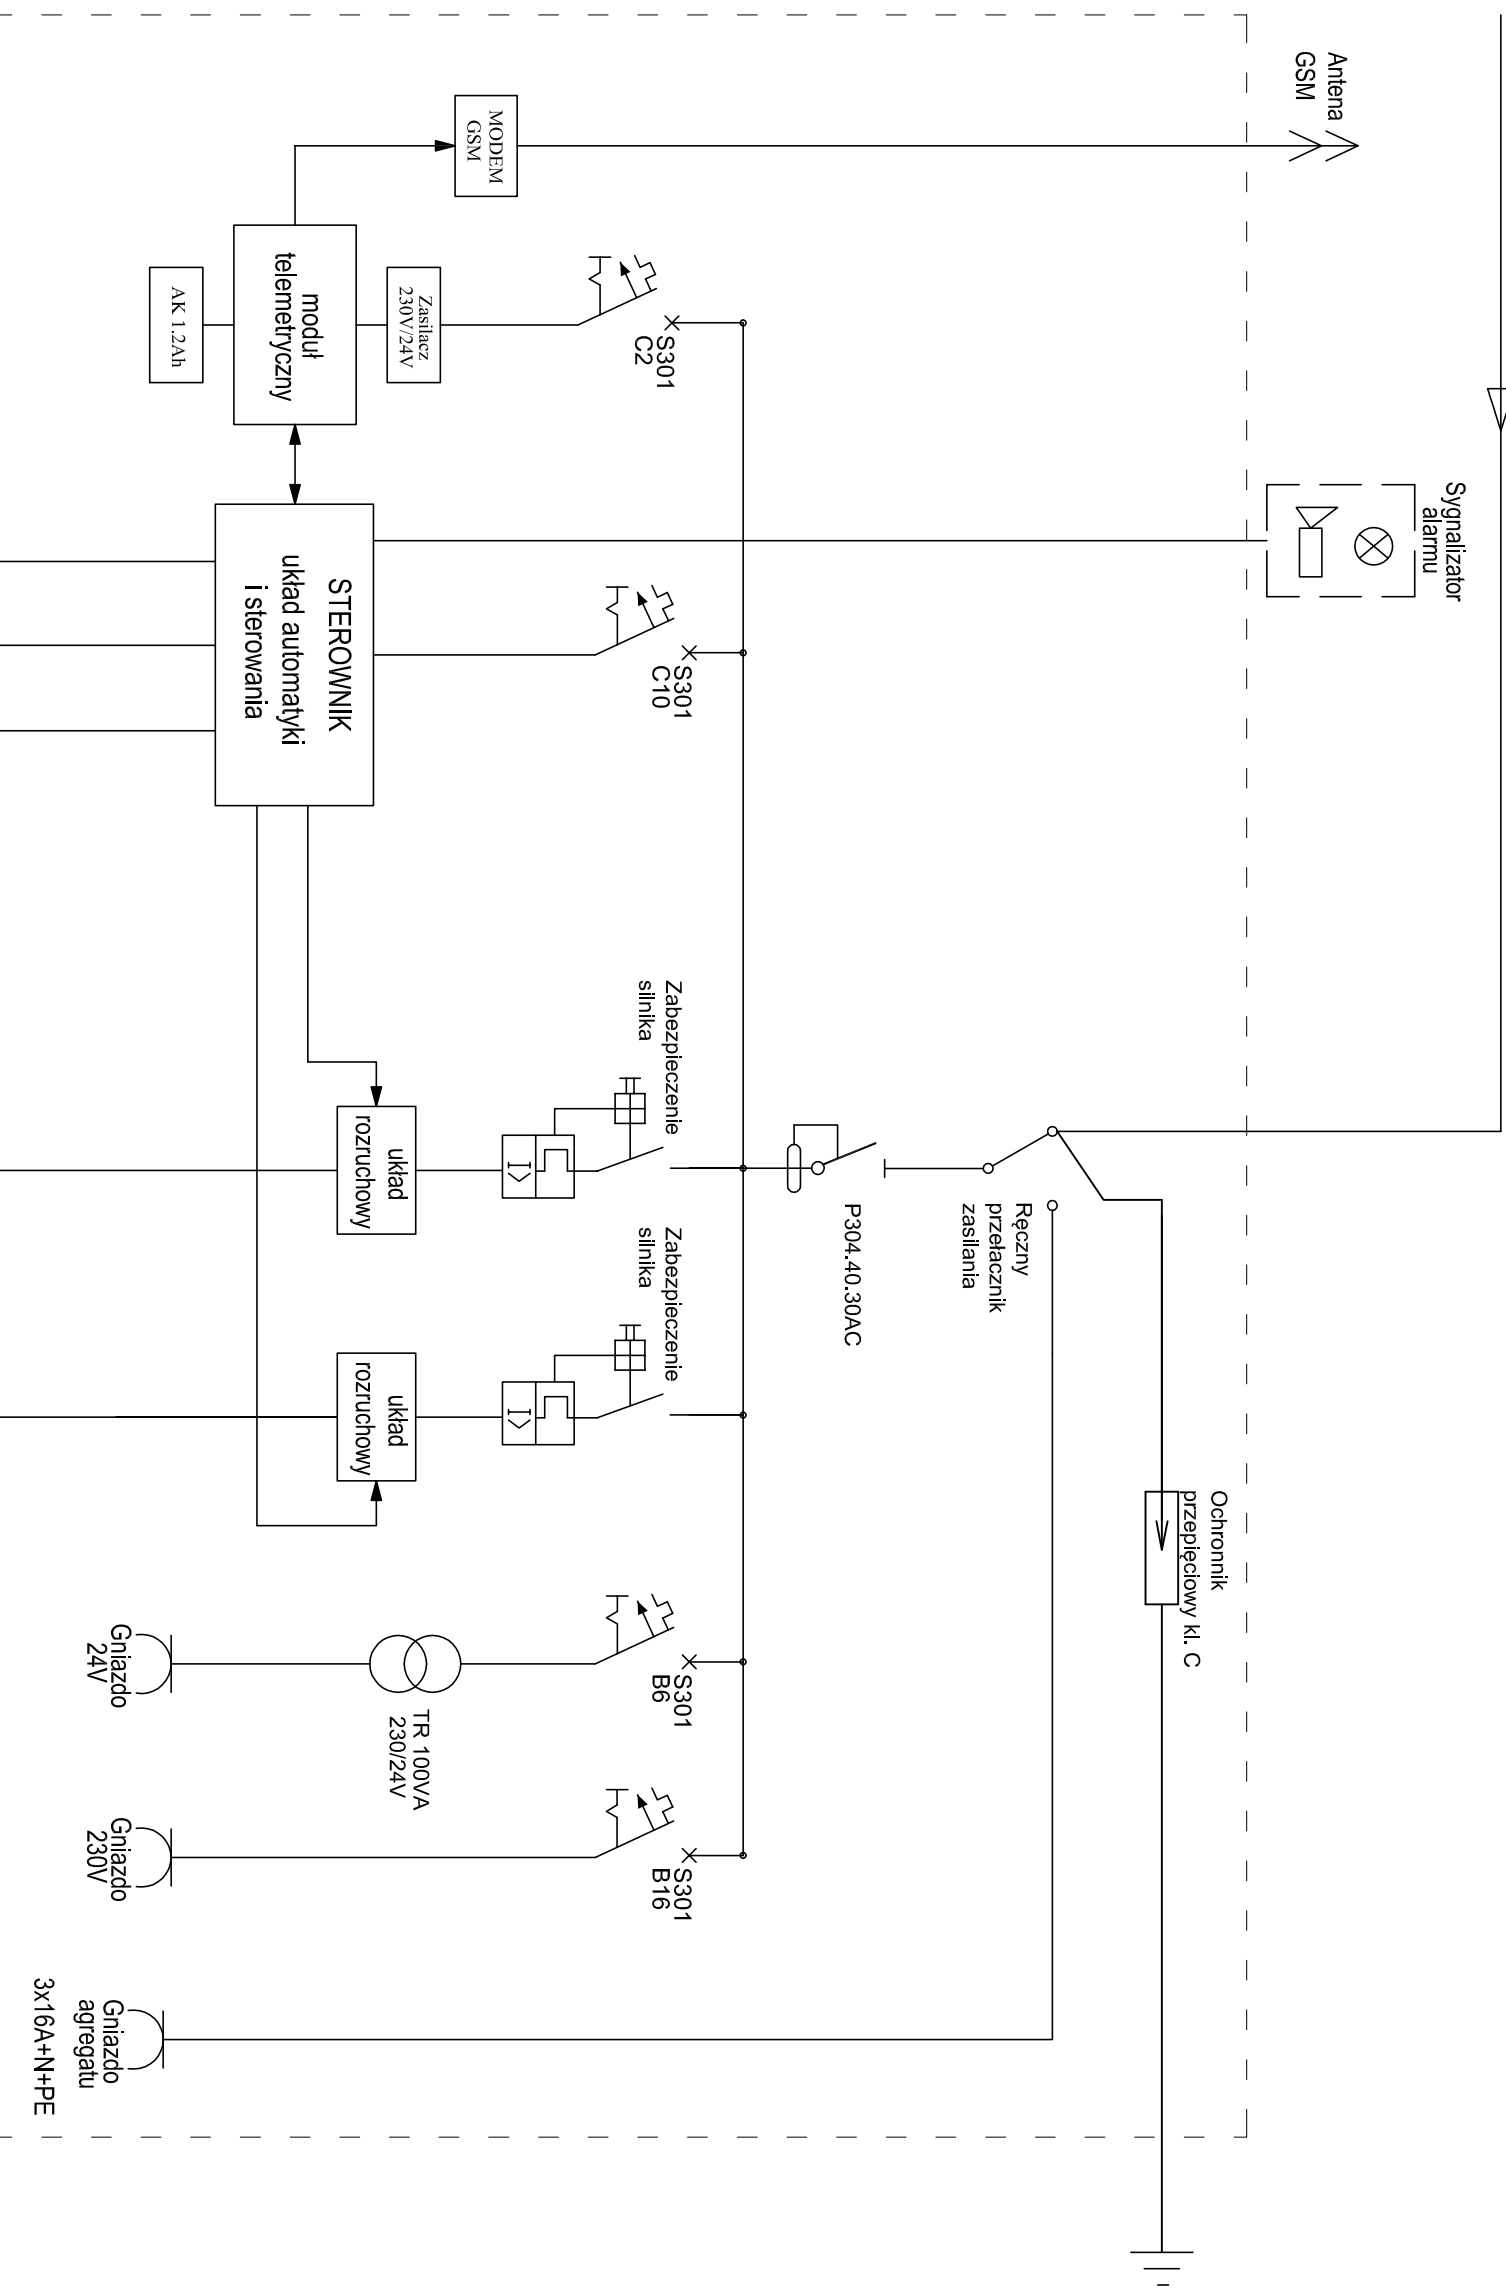 Antena
GSM
MODEM
GSM
Sygnalizator
alarmu
S301
C2
Zasilacz
230V/24V
moduł
telemetryczny
AK 1.2Ah
S301
C10
STEROWNIK
układ automatyki
i sterowania
Zabezpieczenie
silnika
układ
rozruchowy
I>
P304.40.30AC
Ręczny
przełacznik
zasilania
Zabezpieczenie
silnika
układ
rozruchowy
I>
Ochronnik
przepięciowy kl. C
S301
B6
TR 100VA
230/24V
Gniazdo
24V
S301
B16
Gniazdo
230V
Gniazdo
agregatu
3x16A+N+PE